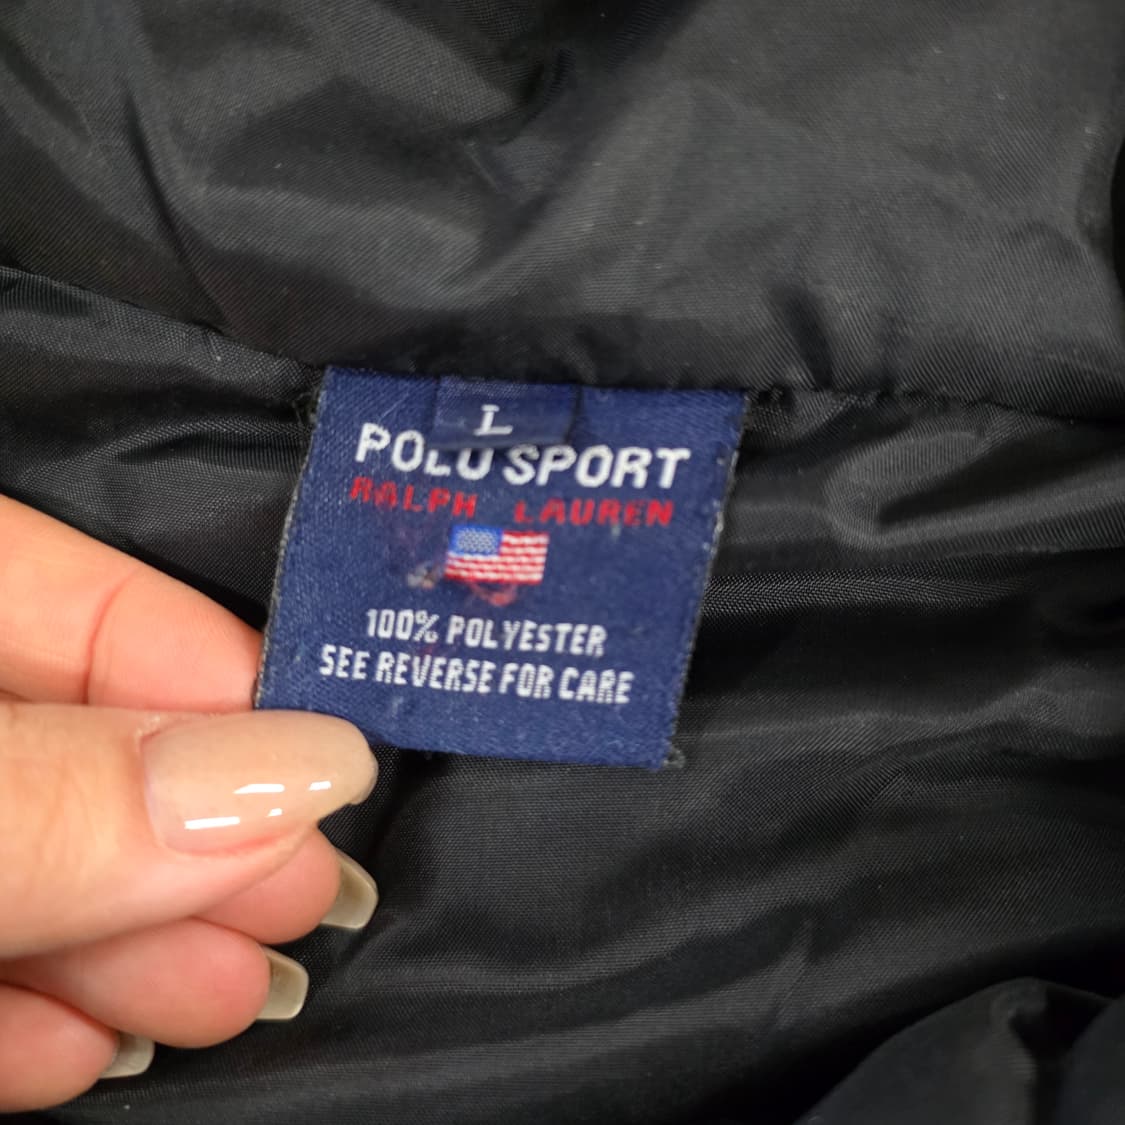 L
POLO SPORT
RALPH LAUREN
100% POLYESTER
SEE REVERSE FOR CARE